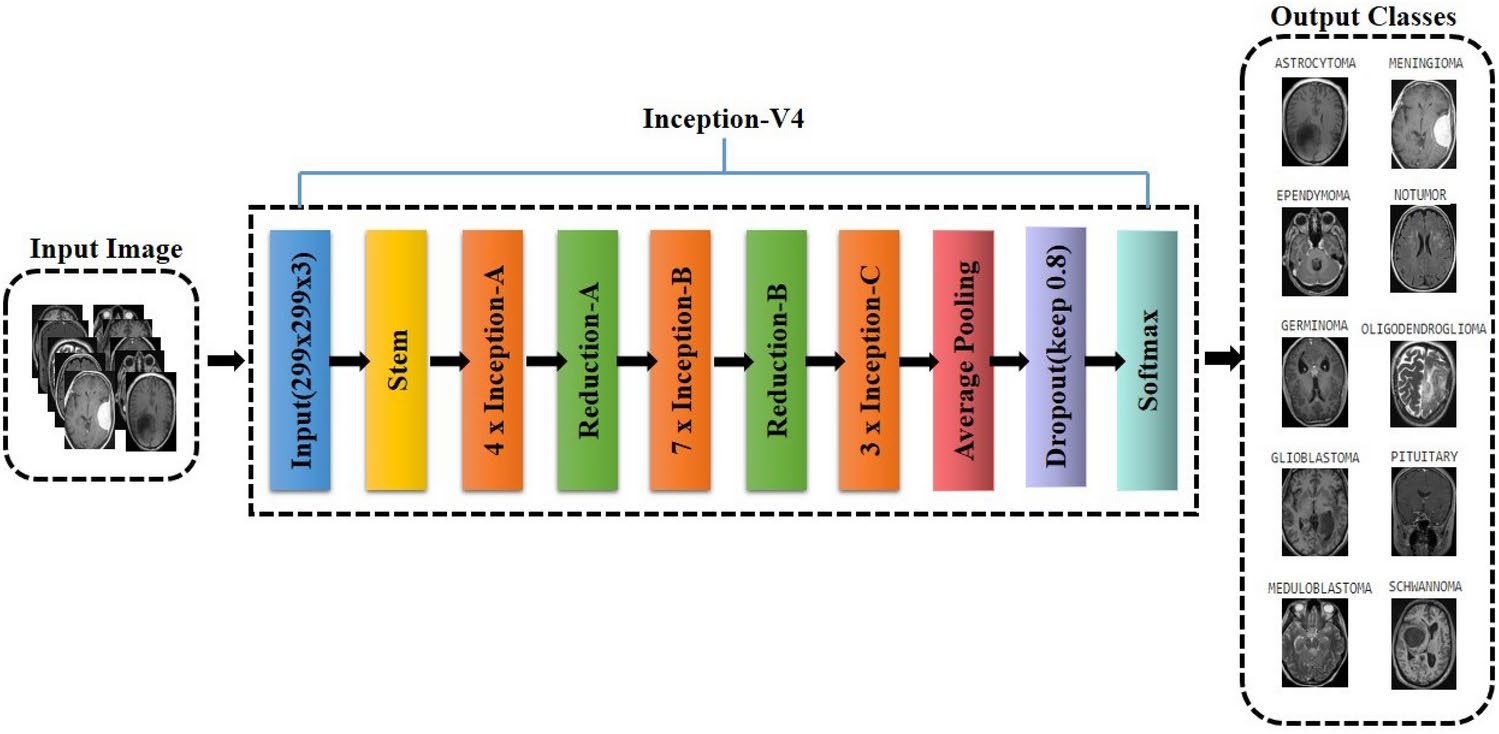 Input Image
Inception-V4
Input(299x299x3)
Stem
4 x Inception-A
Reduction-A
7 x Inception-B
Reduction-B
3 x Inception-C
Average Pooling
Dropout(keep 0.8)
Softmax
Output Classes
ASTROCYTOMA MENINGIOMA
EPENDYMOMA NOTUMOR
GERMINOMA OLIGODENDROGLIOMA
GLIOBLASTOMA PITUITARY
MEDULOBLASTOMA SCHWANNOMA